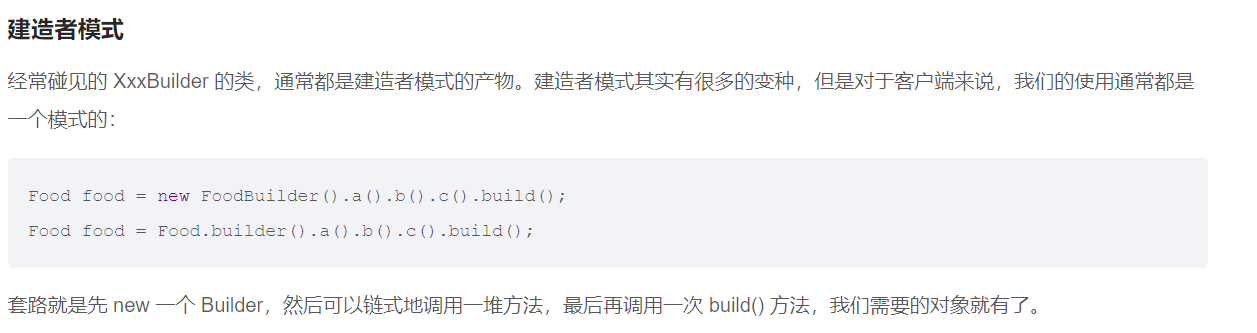 建造者模式
经常碰见的 XxxBuilder 的类，通常都是建造者模式的产物。建造者模式其实有很多的变种，但是对于客户端来说，我们的使用通常都是
一个模式的：
Food food = new FoodBuilder().a().b().c().build();
Food food = Food.builder().a().b().c().build();
套路就是先 new 一个 Builder，然后可以链式地调用一堆方法，最后再调用一次 build() 方法，我们需要的对象就有了。